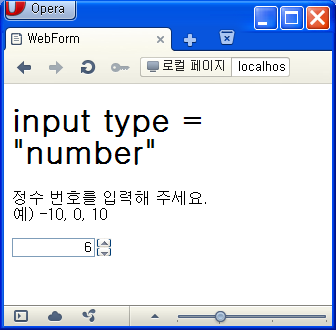 Opera
WebForm
로컬 페이지 localhos
input type =
"number"
정수 번호를 입력해 주세요.
예) -10, 0, 10
6